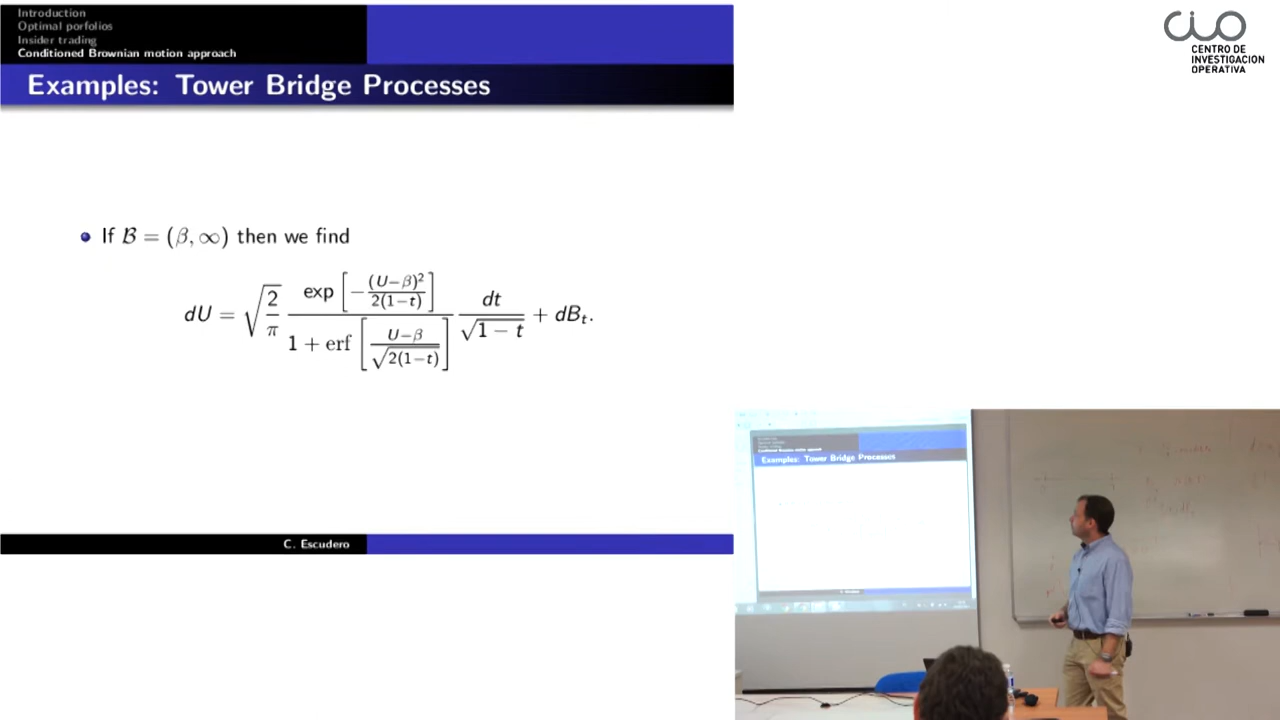 Introduction
Optimal porfolios
Insider trading
Conditioned Brownian motion approach
Examples: Tower Bridge Processes
If ℬ = (β, ∞) then we find
dU = √(2/π) exp[−(U−β)²/2(1−t)] / (1 + erf[(U−β)/√(2(1−t))]) dt/√(1 − t) + dBₜ.
C. Escudero
CIO
CENTRO DE
INVESTIGACION
OPERATIVA
Examples: Tower Bridge Processes